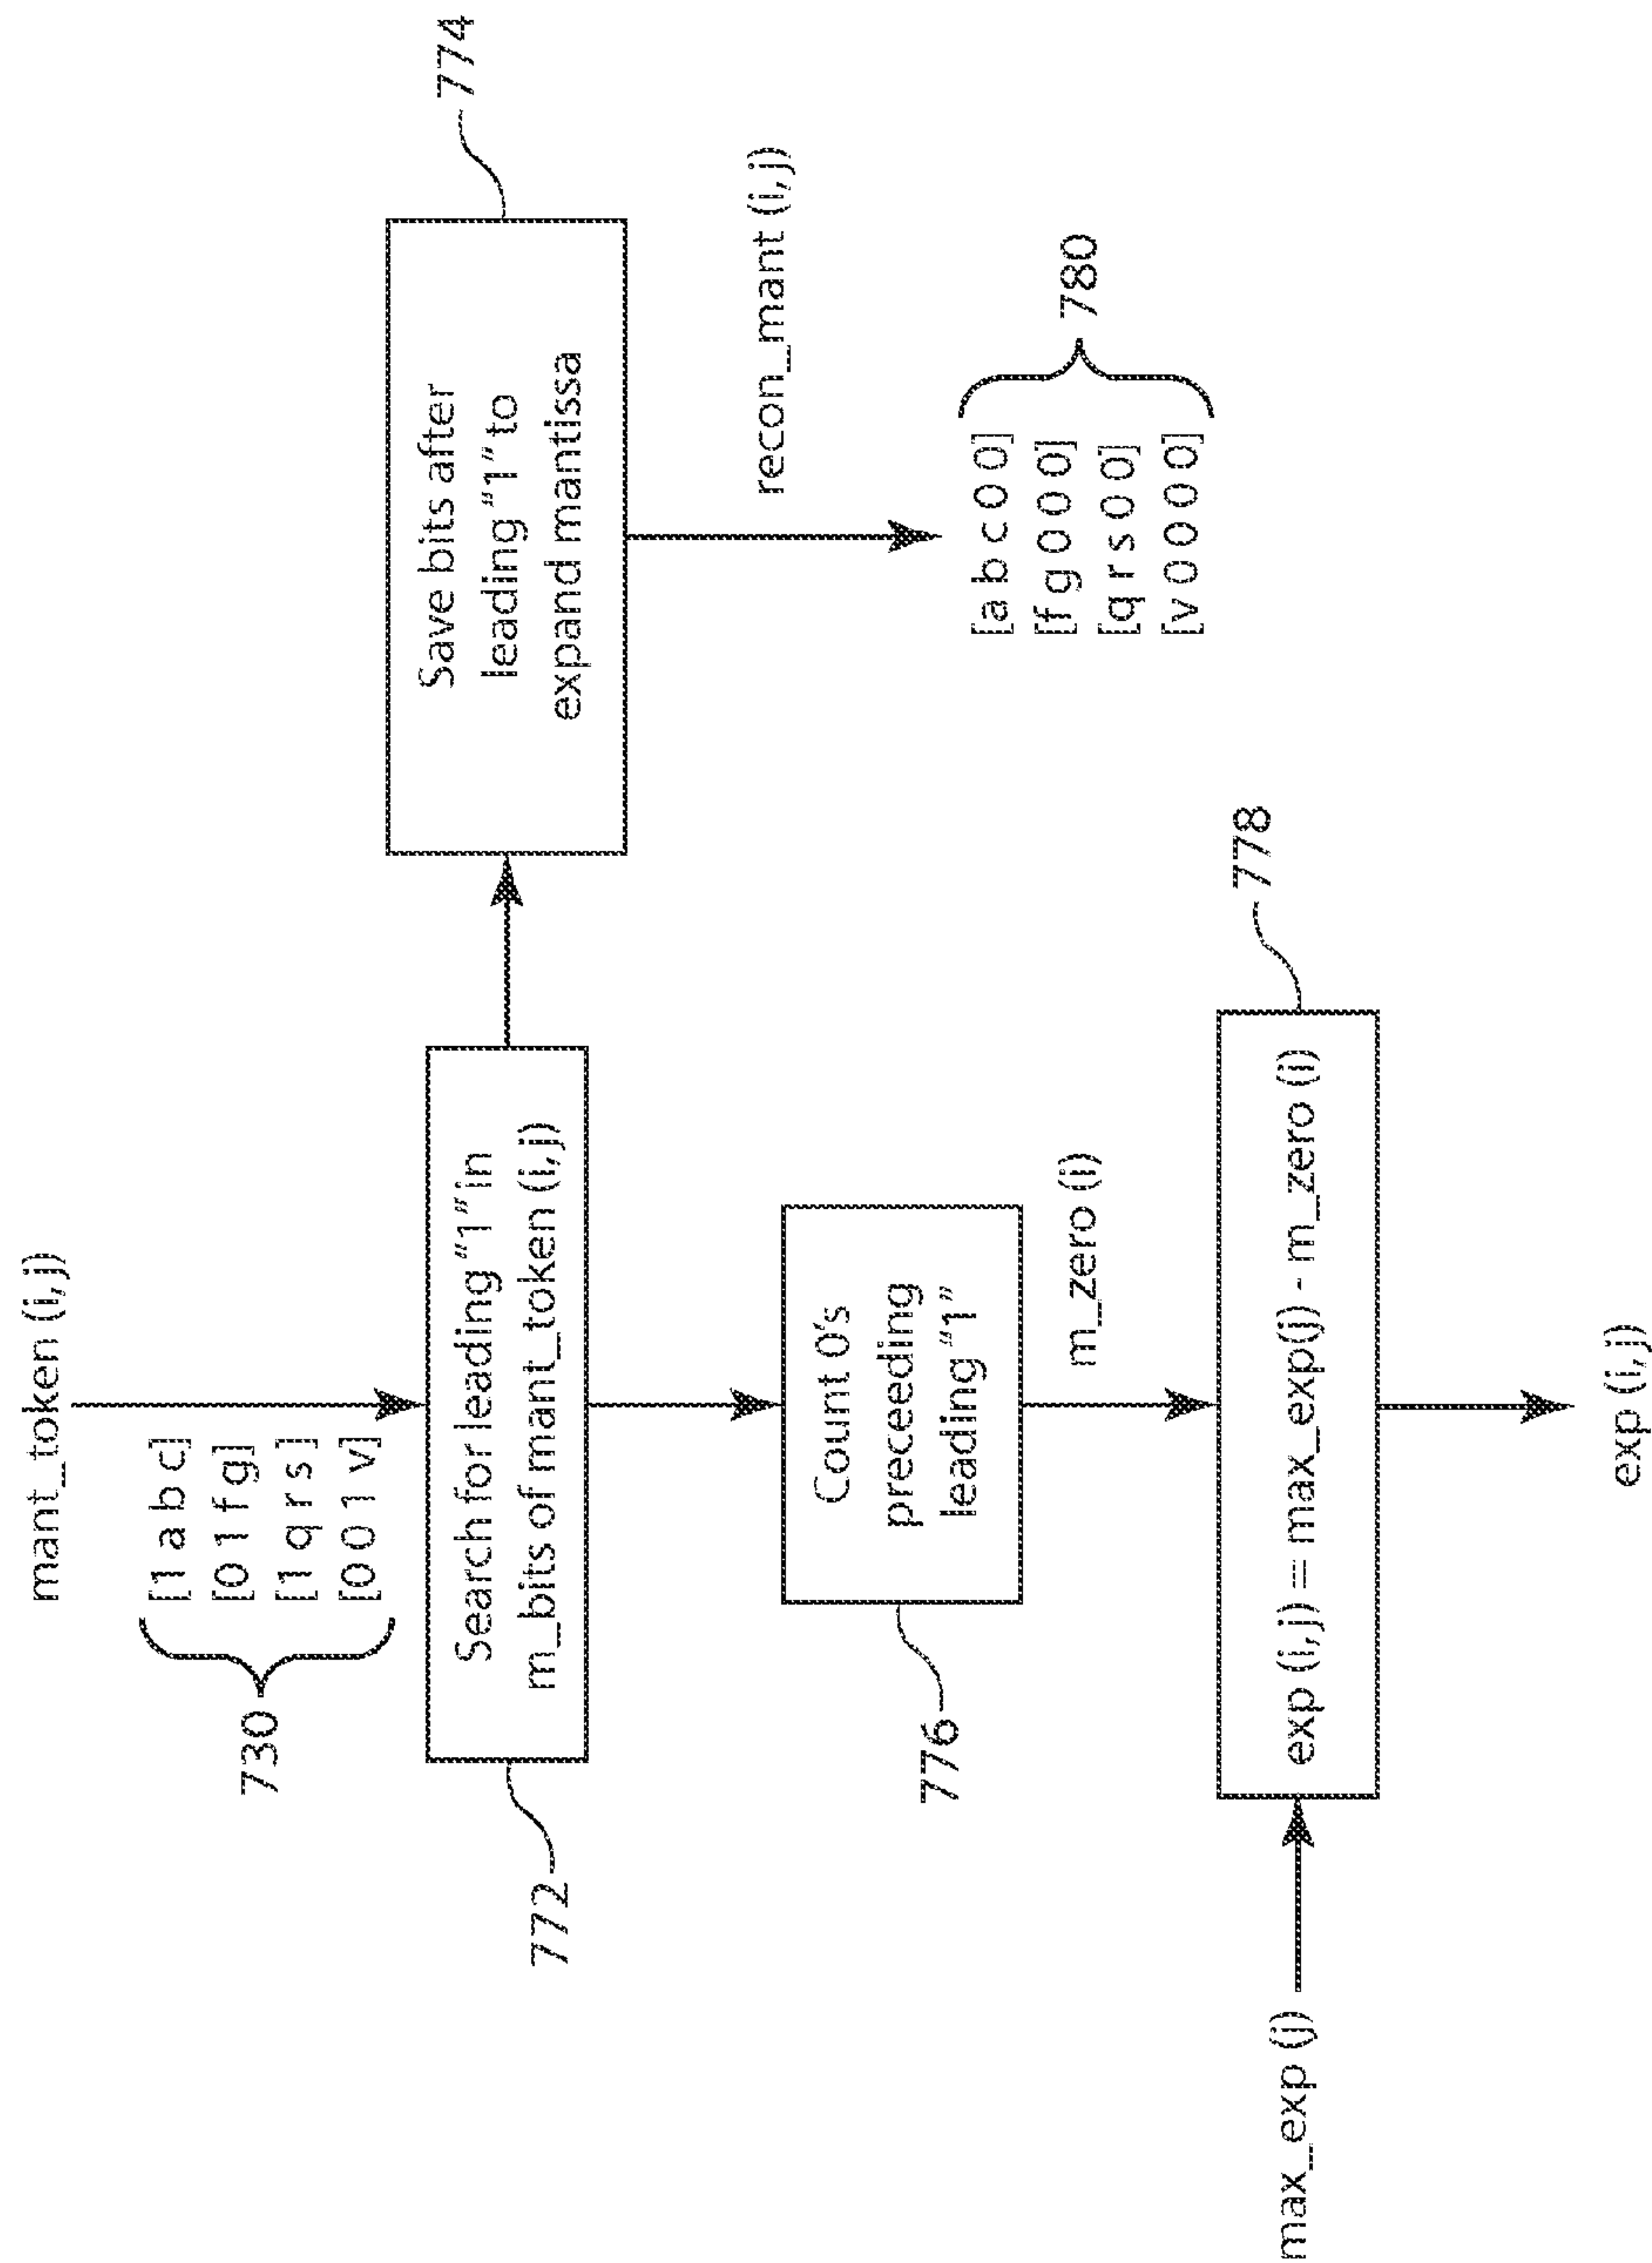 mant_token (i,j)
730
[1 a b c]
[0 1 f g]
[1 q r s]
[0 0 1 v]
772
Search for leading "1" in
m_bits of mant_token (i,j)
774
Save bits after
leading "1" to
expand mantissa
recon_mant (i,j)
[a b c 0 0]
[f g 0 0 0]
[q r s 0 0]
[v 0 0 0 0]
780
776
Count 0's
preceeding
leading "1"
m_zero (i)
778
max_exp (j)
exp (i,j) = max_exp(j) - m_zero (i)
exp (i,j)